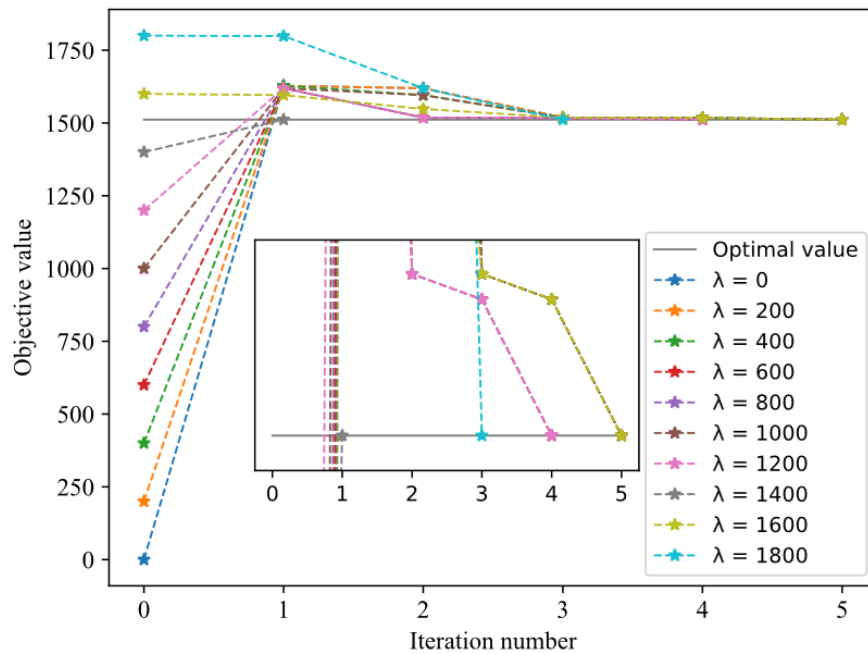 1750
1500
1250
1000
750
500
250
0
Objective value
0 1 2 3 4 5
Iteration number
0 1 2 3 4 5
Optimal value
λ = 0
λ = 200
λ = 400
λ = 600
λ = 800
λ = 1000
λ = 1200
λ = 1400
λ = 1600
λ = 1800